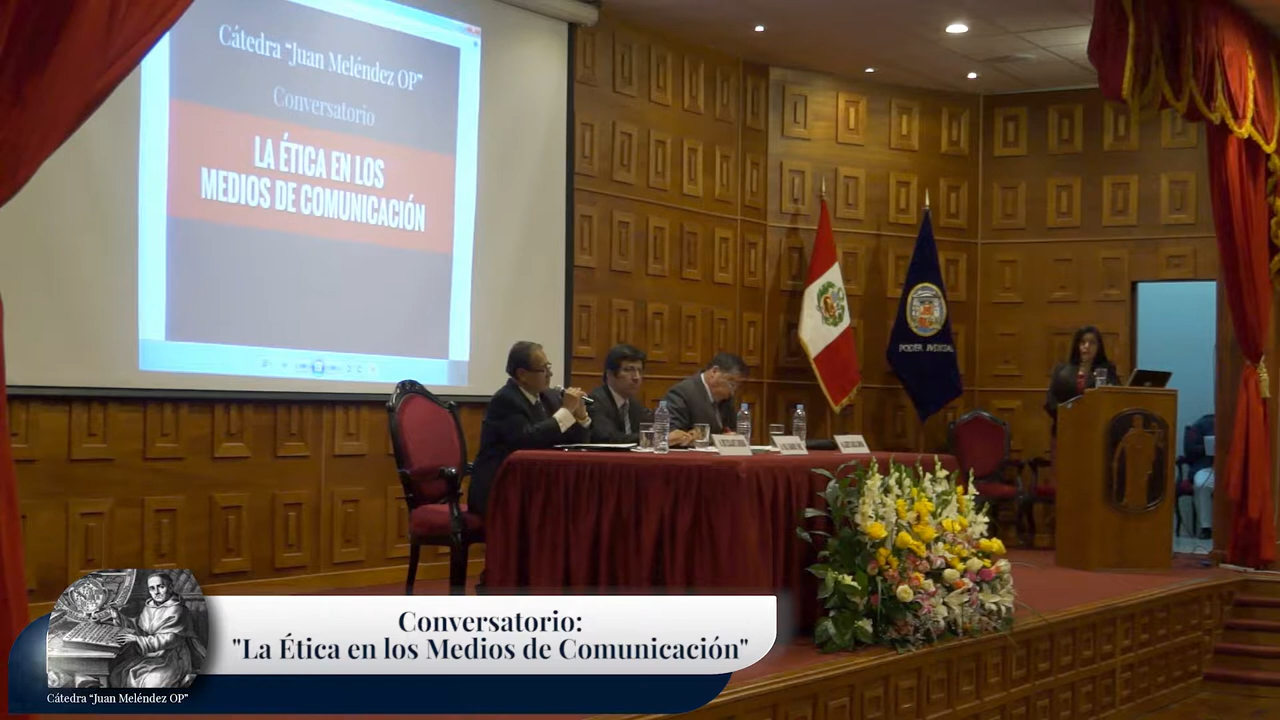 Cátedra "Juan Meléndez OP"
Conversatorio
LA ÉTICA EN LOS
MEDIOS DE COMUNICACIÓN
PODER JUDICIAL
Conversatorio:
"La Ética en los Medios de Comunicación"
Cátedra "Juan Meléndez OP"